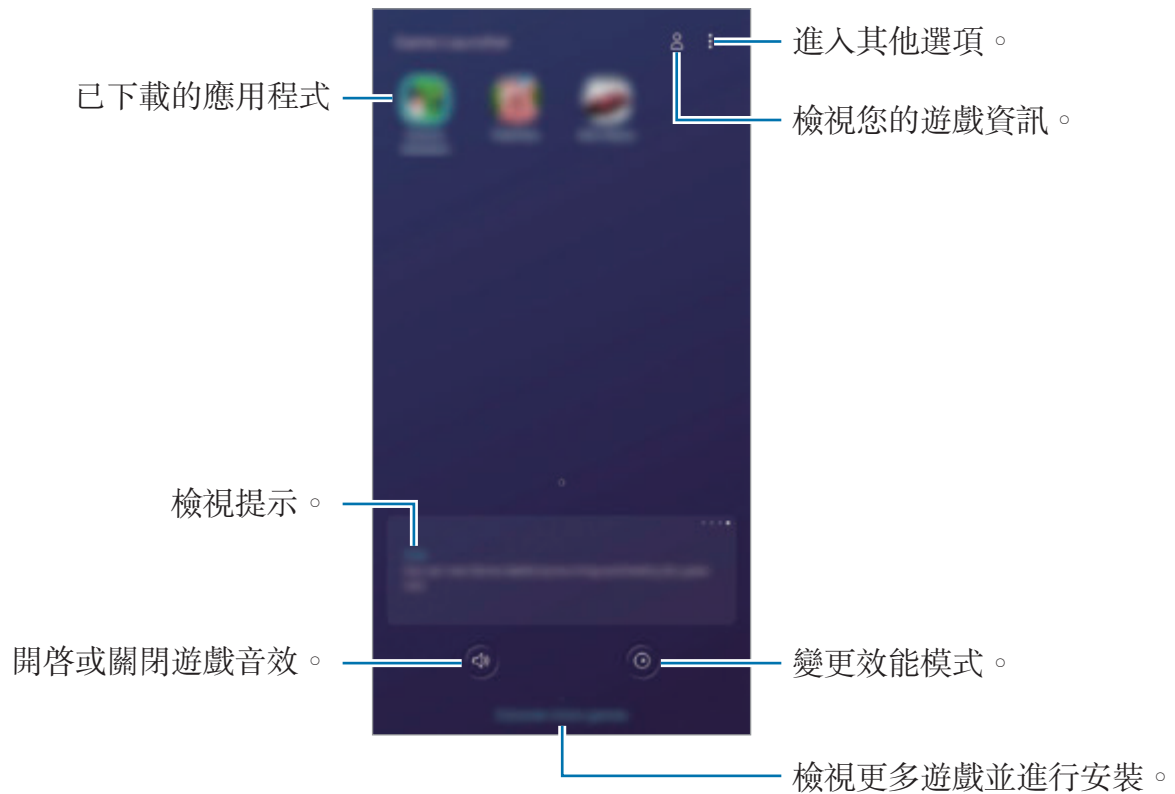 進入其他選項。
已下載的應用程式
檢視您的遊戲資訊。
檢視提示。
開啓或關閉遊戲音效。
變更效能模式。
檢視更多遊戲並進行安裝。